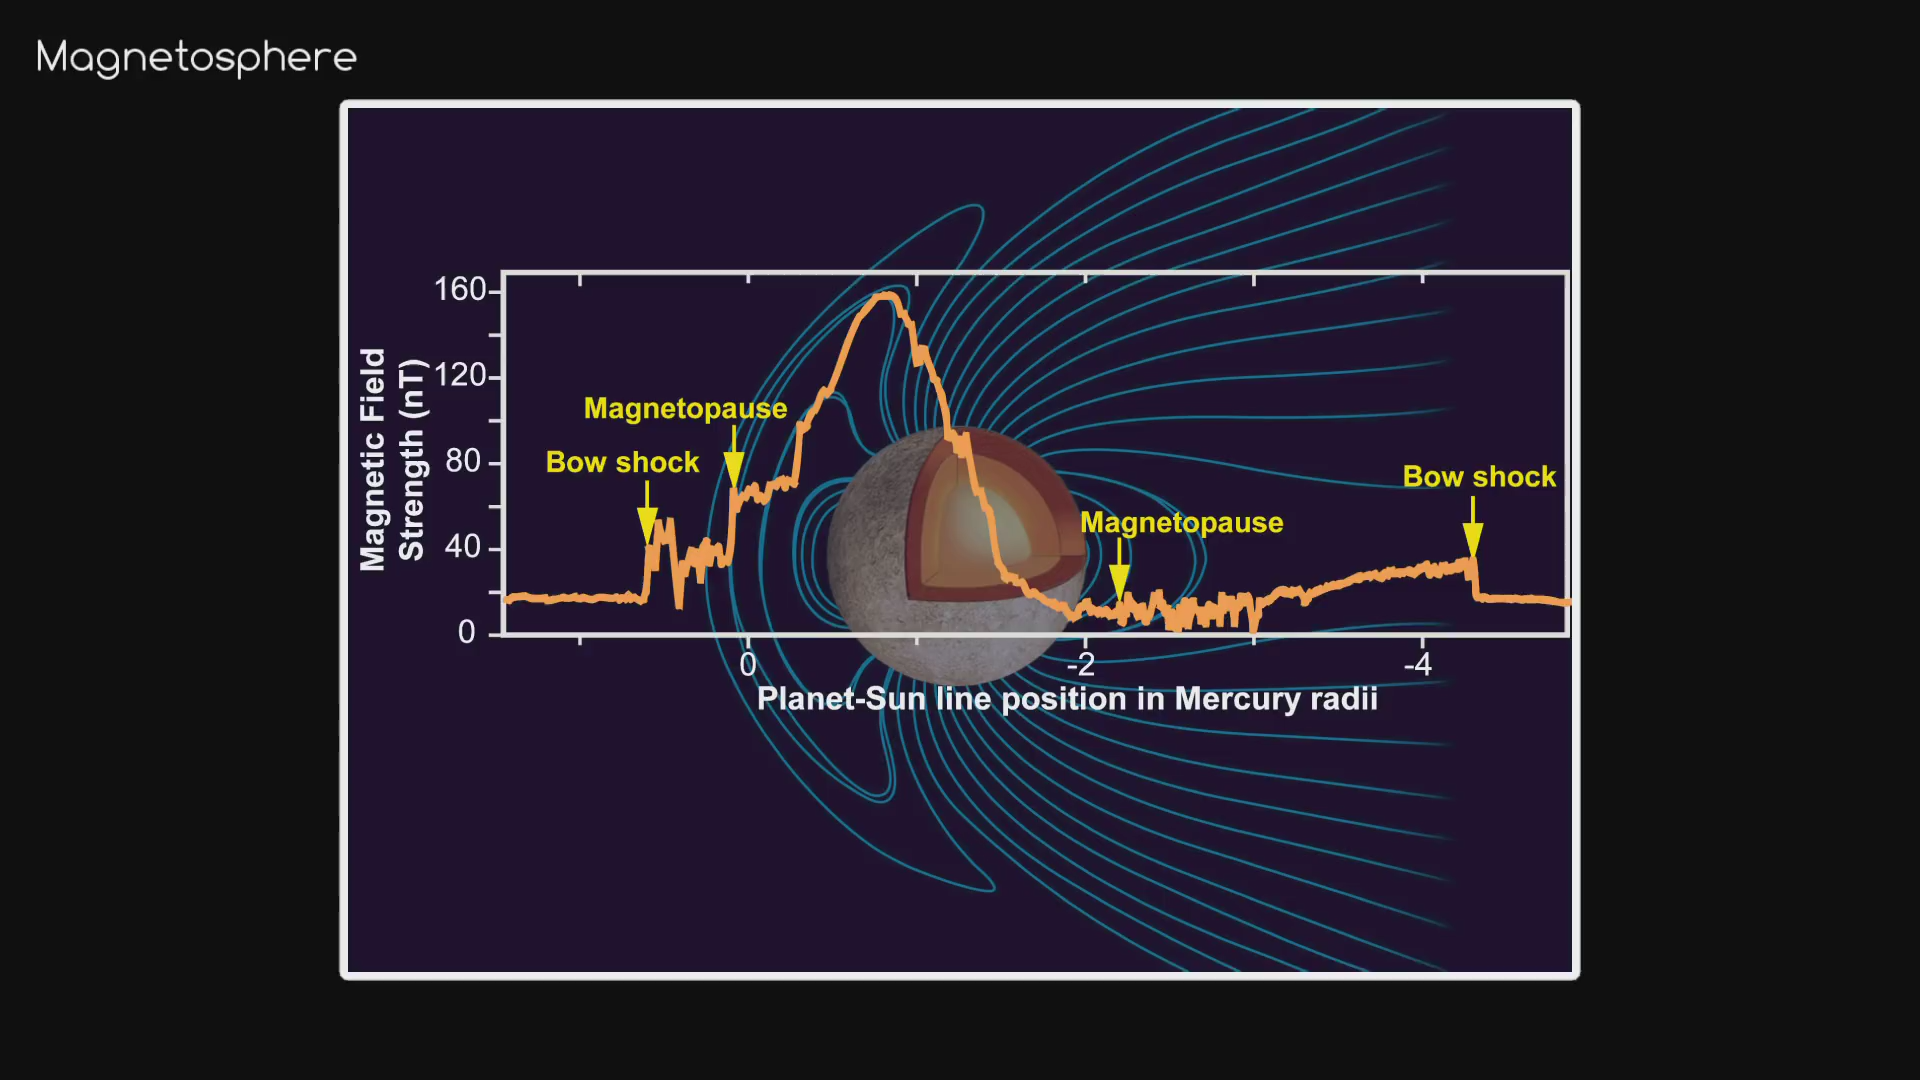 Magnetosphere
160
120
80
40
0
Magnetic Field
Strength (nT)
Magnetopause
Bow shock
Magnetopause
Bow shock
0
-2
-4
Planet-Sun line position in Mercury radii